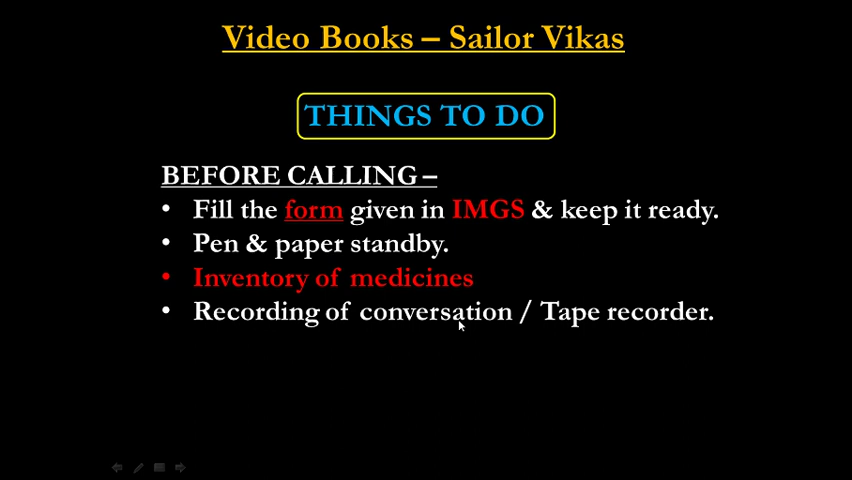 Video Books – Sailor Vikas
THINGS TO DO
BEFORE CALLING –
• Fill the form given in IMGS & keep it ready.
• Pen & paper standby.
• Inventory of medicines
• Recording of conversation / Tape recorder.